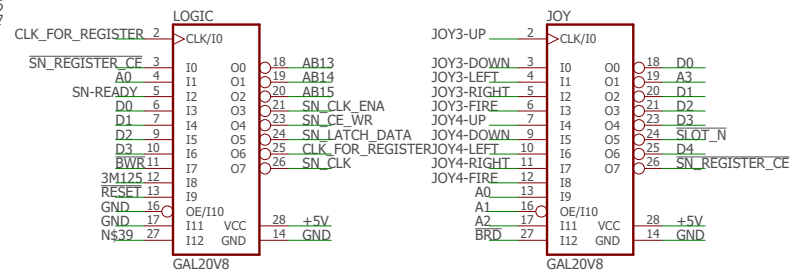 LOGIC
CLK_FOR_REGISTER 2 CLK/I0
SN_REGISTER_CE 3 I0 O0 18 AB13
A0 4 I1 O1 19 AB14
SN-READY 5 I2 O2 20 AB15
D0 6 I3 O3 21 SN_CLK_ENA
D1 7 I4 O4 23 SN_CE_WR
D2 9 I5 O5 24 SN_LATCH_DATA
D3 10 I6 O6 25 CLK_FOR_REGISTER
BWR 11 I7 O7 26 SN_CLK
3M125 12 I8
RESET 13 I9
GND 16 OE/I10
GND 17 I11 VCC 28 +5V
N$39 27 I12 GND 14 GND
GAL20V8
JOY
JOY3-UP 2 CLK/I0
JOY3-DOWN 3 I0 O0 18 D0
JOY3-LEFT 4 I1 O1 19 A3
JOY3-RIGHT 5 I2 O2 20 D1
JOY3-FIRE 6 I3 O3 21 D2
JOY4-UP 7 I4 O4 23 D3
JOY4-DOWN 9 I5 O5 24 SLOT_N
JOY4-LEFT 10 I6 O6 25 D4
JOY4-RIGHT 11 I7 O7 26 SN_REGISTER_CE
JOY4-FIRE 12 I8
A0 13 I9
A1 16 OE/I10
A2 17 I11 VCC 28 +5V
BRD 27 I12 GND 14 GND
GAL20V8